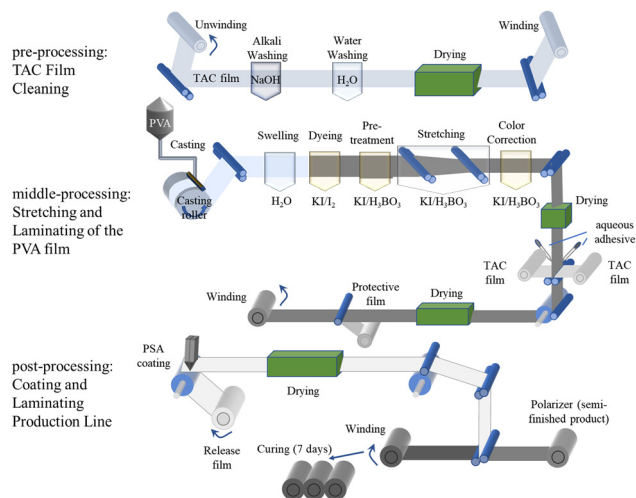 pre-processing:
TAC Film
Cleaning
Unwinding
Alkali
Washing
Water
Washing
Drying
Winding
TAC film
NaOH
H₂O
PVA
Casting
Casting
roller
middle-processing:
Stretching and
Laminating of the
PVA film
Swelling
Dyeing
Pre-
treatment
Stretching
Color
Correction
H₂O
KI/I₂
KI/H₃BO₃
KI/H₃BO₃
KI/H₃BO₃
Drying
aqueous
adhesive
TAC
film
TAC
film
Winding
Protective
film
Drying
post-processing:
Coating and
Laminating
Production Line
PSA
coating
Drying
Release
film
Curing (7 days)
Winding
Polarizer (semi-
finished product)